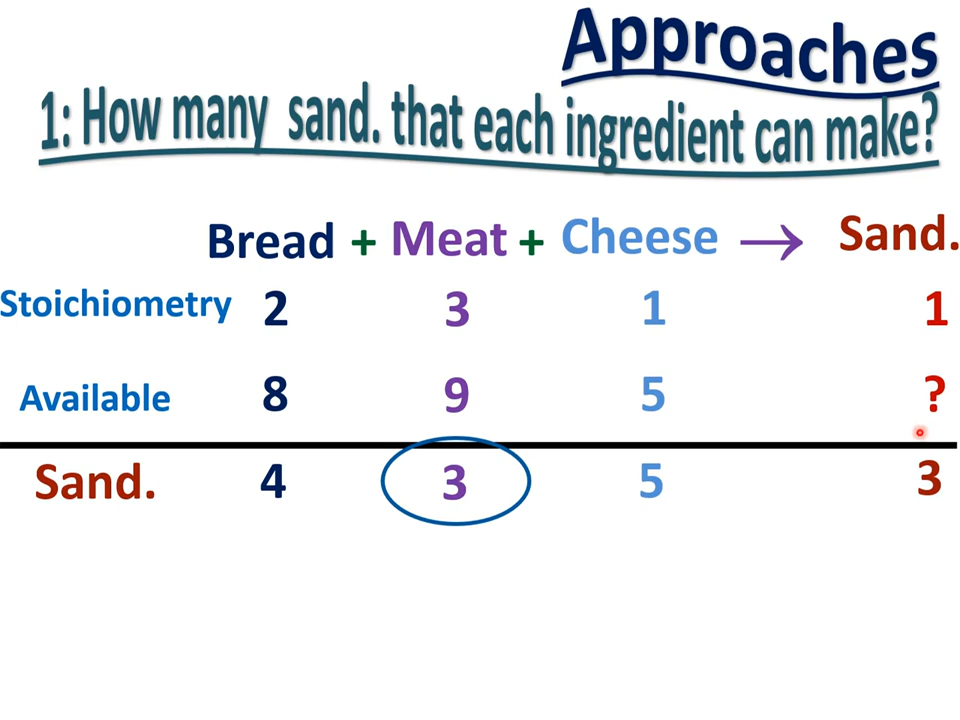 Approaches
1: How many sand. that each ingredient can make?
Bread + Meat + Cheese → Sand.
Stoichiometry 2 3 1 1
Available 8 9 5 ?
Sand. 4 3 5 3